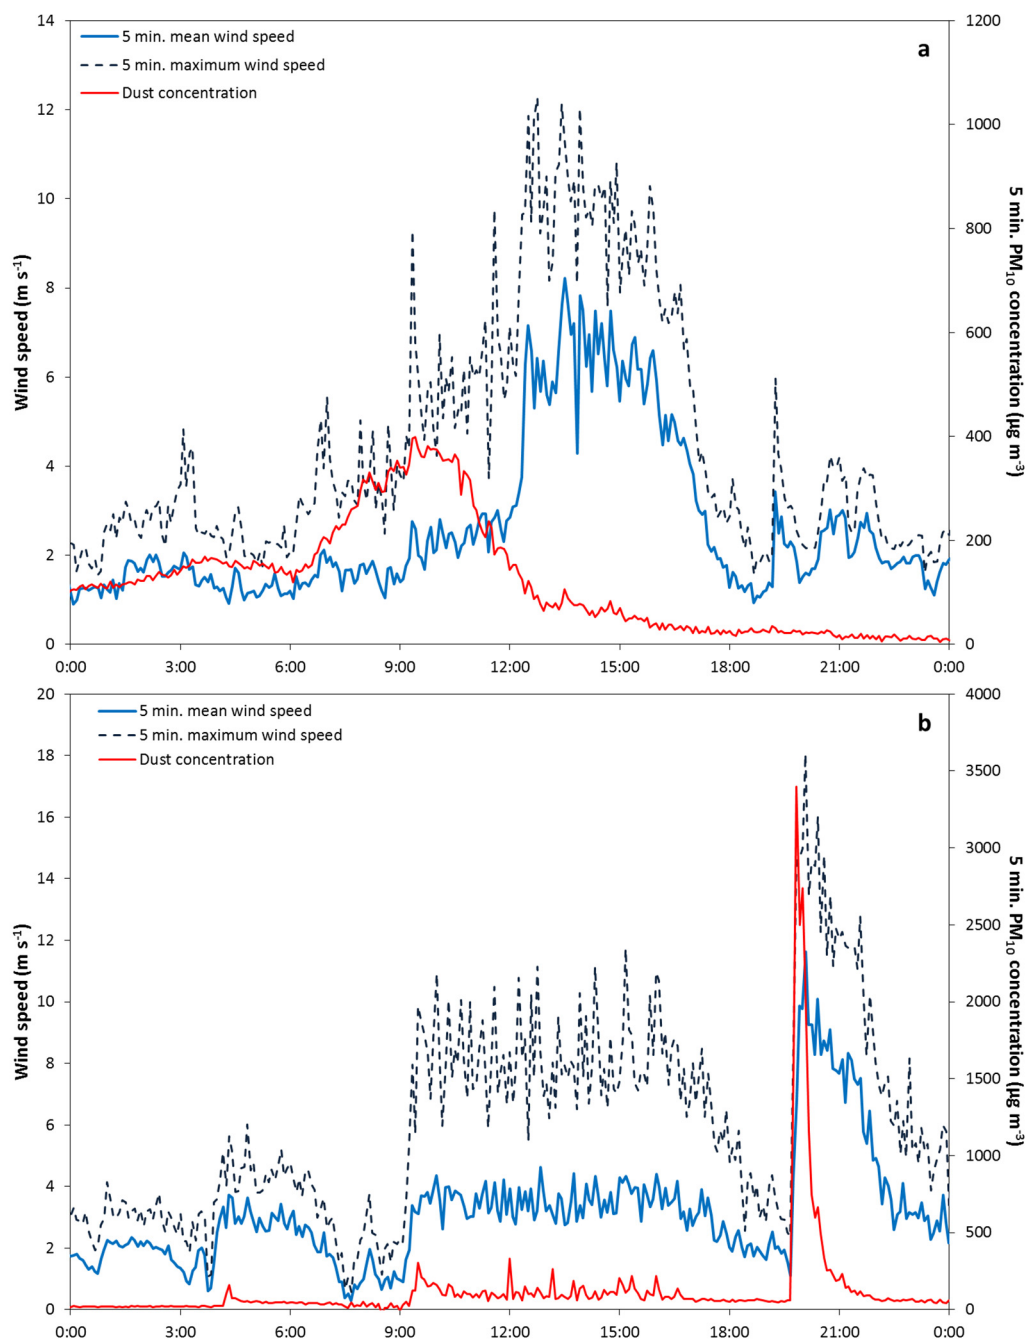 14
12
10
8
6
4
2
0
Wind speed (m s⁻¹)
5 min. mean wind speed
5 min. maximum wind speed
Dust concentration
a
1200
1000
800
600
400
200
0
5 min. PM₁₀ concentration (µg m⁻³)
0:00 3:00 6:00 9:00 12:00 15:00 18:00 21:00 0:00
20
18
16
14
12
10
8
6
4
2
0
Wind speed (m s⁻¹)
5 min. mean wind speed
5 min. maximum wind speed
Dust concentration
b
4000
3500
3000
2500
2000
1500
1000
500
0
5 min. PM₁₀ concentration (µg m⁻³)
0:00 3:00 6:00 9:00 12:00 15:00 18:00 21:00 0:00